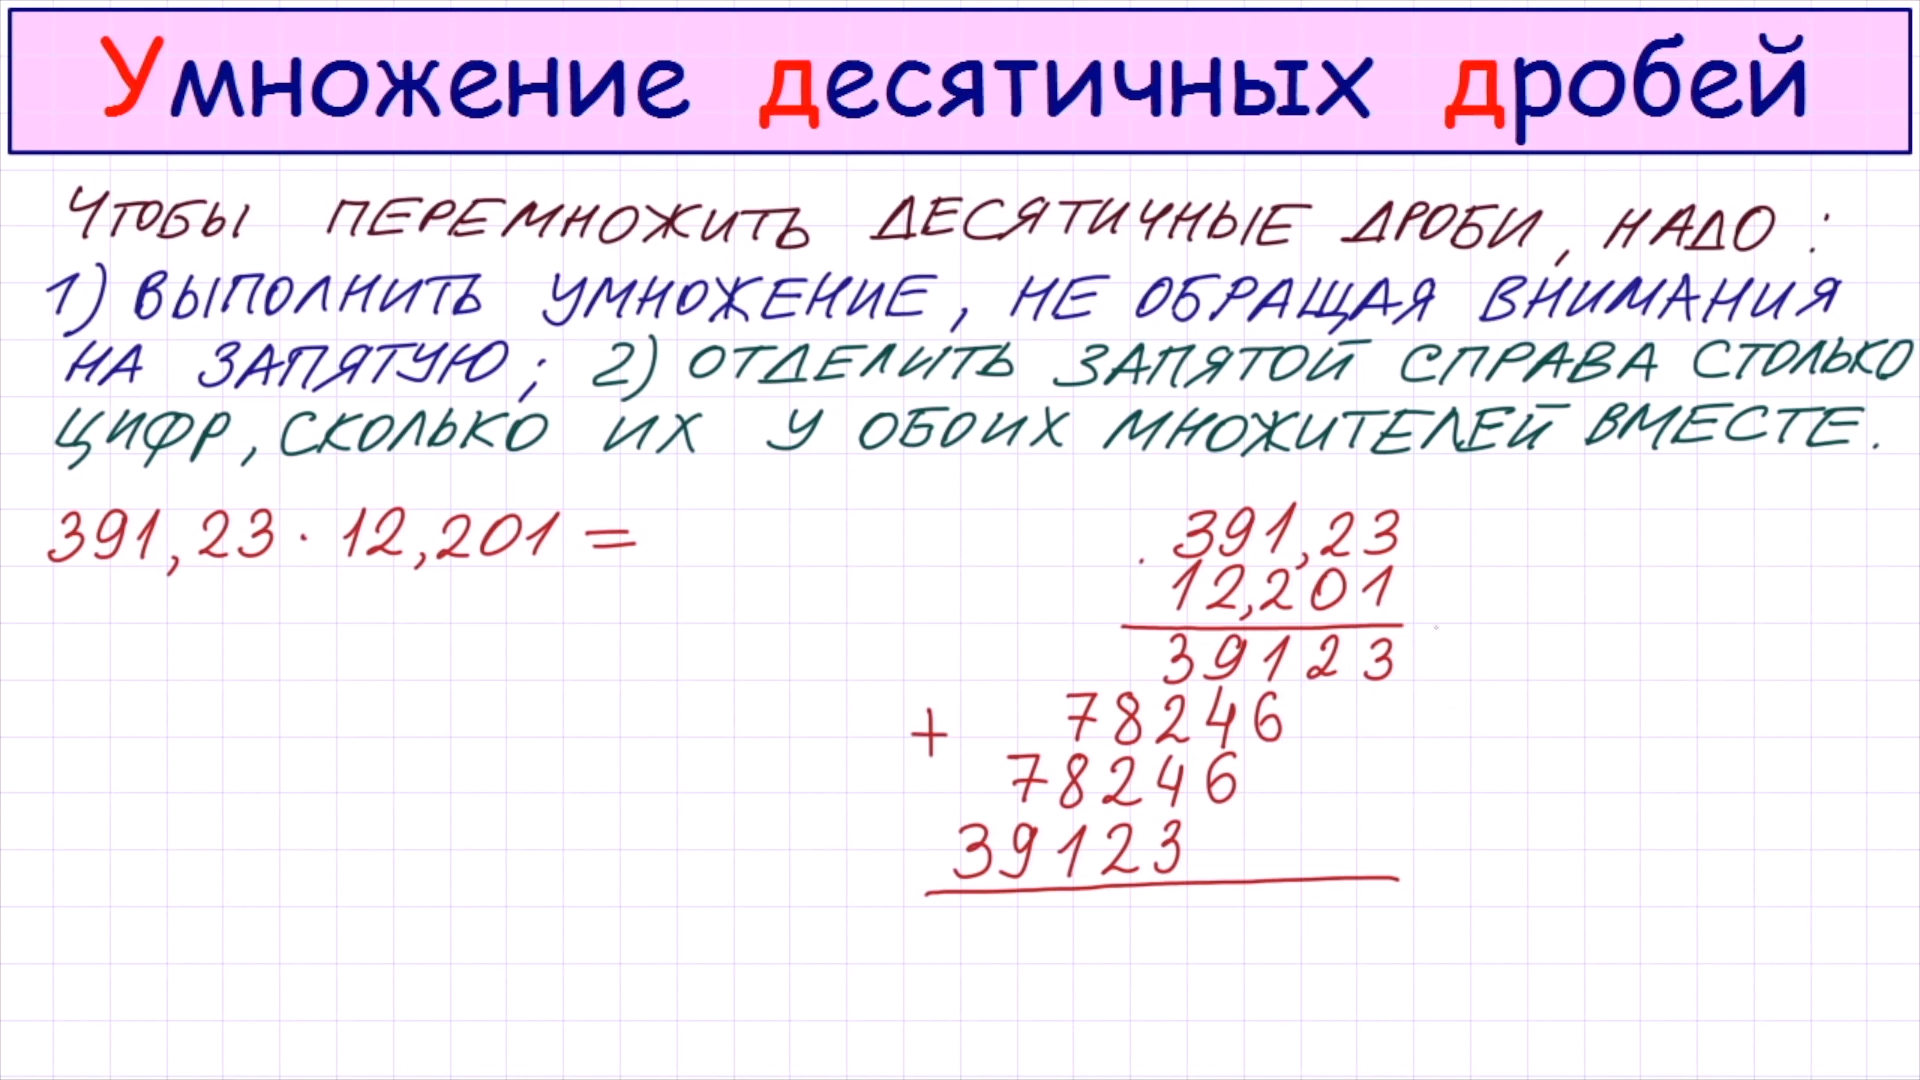 Умножение десятичных дробей
Чтобы перемножить десятичные дроби, надо:
1) выполнить умножение, не обращая внимания
на запятую; 2) отделить запятой справа столько
цифр, сколько их у обоих множителей вместе.
391,23 · 12,201 =
· 391,23
12,201
39123
+ 78246
78246
39123